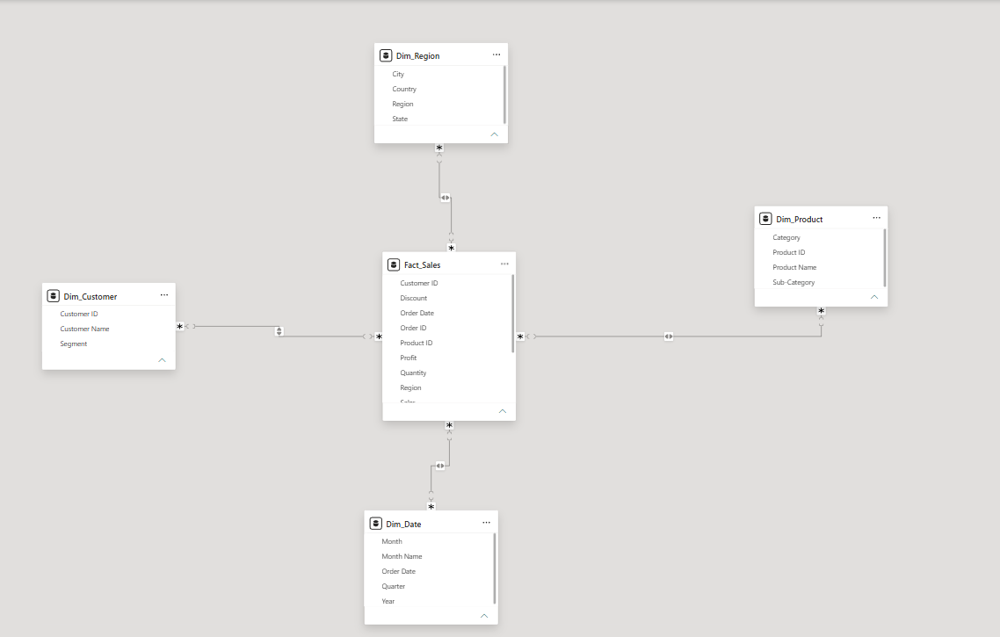 Dim_Region
City
Country
Region
State
Dim_Product
Category
Product ID
Product Name
Sub-Category
Fact_Sales
Customer ID
Discount
Order Date
Order ID
Product ID
Profit
Quantity
Region
Sales
Dim_Customer
Customer ID
Customer Name
Segment
Dim_Date
Month
Month Name
Order Date
Quarter
Year